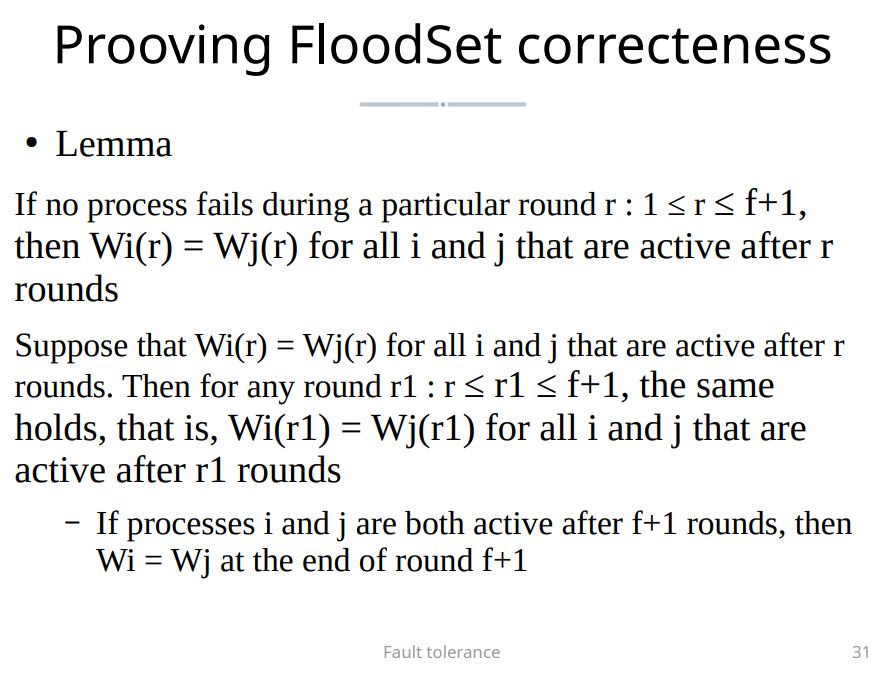 Prooving FloodSet correcteness
• Lemma
If no process fails during a particular round r : 1 ≤ r ≤ f+1,
then Wi(r) = Wj(r) for all i and j that are active after r
rounds
Suppose that Wi(r) = Wj(r) for all i and j that are active after r
rounds. Then for any round r1 : r ≤ r1 ≤ f+1, the same
holds, that is, Wi(r1) = Wj(r1) for all i and j that are
active after r1 rounds
– If processes i and j are both active after f+1 rounds, then
Wi = Wj at the end of round f+1
Fault tolerance
31